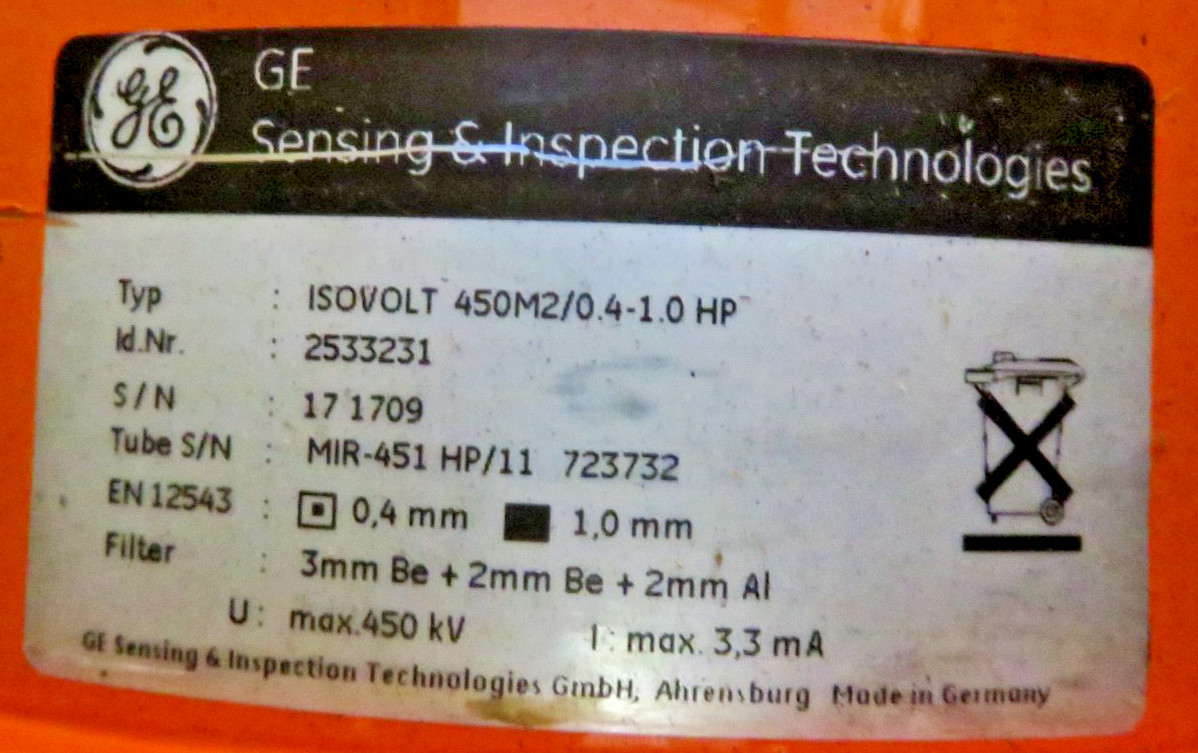 GE
GE
Sensing & Inspection Technologies
Typ : ISOVOLT 450M2/0.4-1.0 HP
Id.Nr. : 2533231
S/N : 17 1709
Tube S/N : MIR-451 HP/11 723732
EN 12543 : 0,4 mm 1,0 mm
Filter : 3mm Be + 2mm Be + 2mm Al
U : max.450 kV I : max. 3,3 mA
GE Sensing & Inspection Technologies GmbH, Ahrensburg Made in Germany